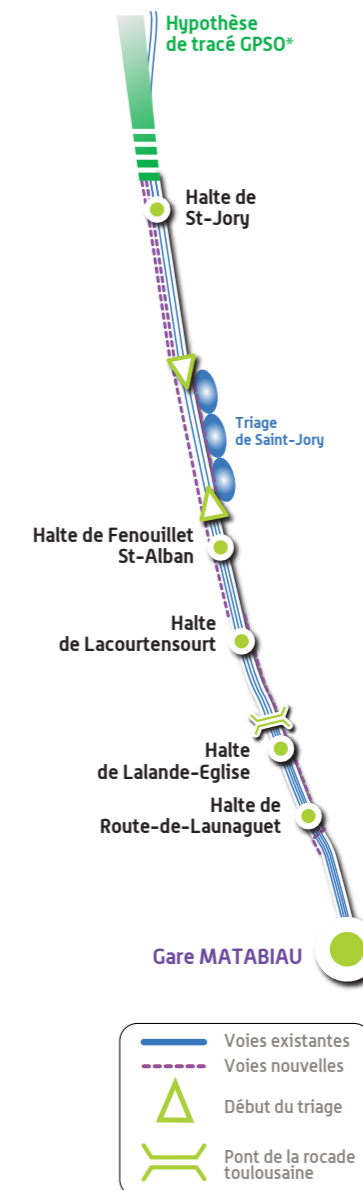 Hypothèse
de tracé GPSO*
Halte de
St-Jory
Triage
de Saint-Jory
Halte de Fenouillet
St-Alban
Halte
de Lacourtensourt
Halte
de Lalande-Eglise
Halte de
Route-de-Launaguet
Gare MATABIAU
Voies existantes
Voies nouvelles
Début du triage
Pont de la rocade
toulousaine